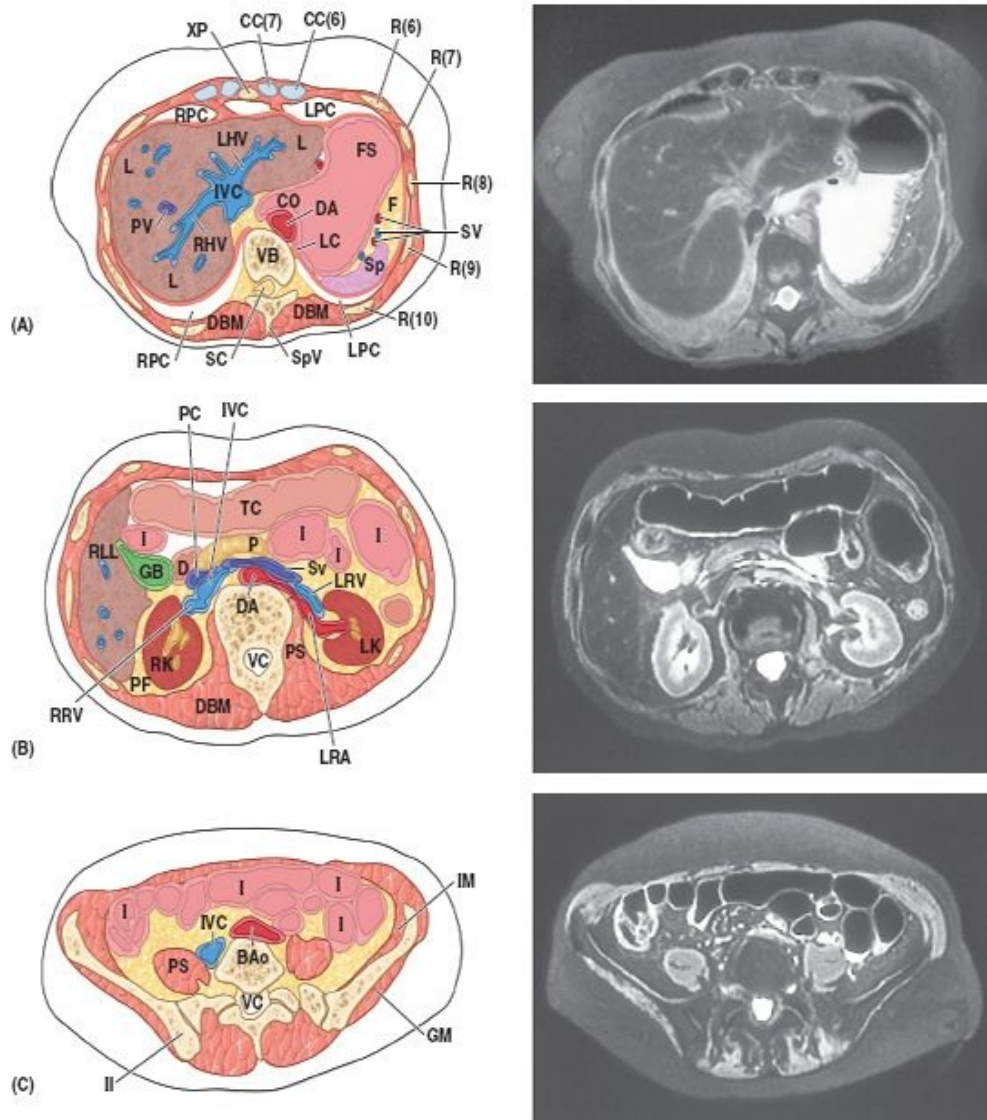 XP CC(7) CC(6) R(6)
R(7)
RPC LPC
LHV L FS
L
IVC R(8)
CO DA F
PV SV
RHV LC
VB R(9)
L Sp
(A) DBM DBM R(10)
RPC SC SpV LPC
PC IVC
TC
I I I
RLL P I
GB D Sv
LRV
DA
RK VC PS LK
PF
RRV DBM
(B) LRA
I IM
I I
IVC I
PS BAo
VC
GM
(C) II